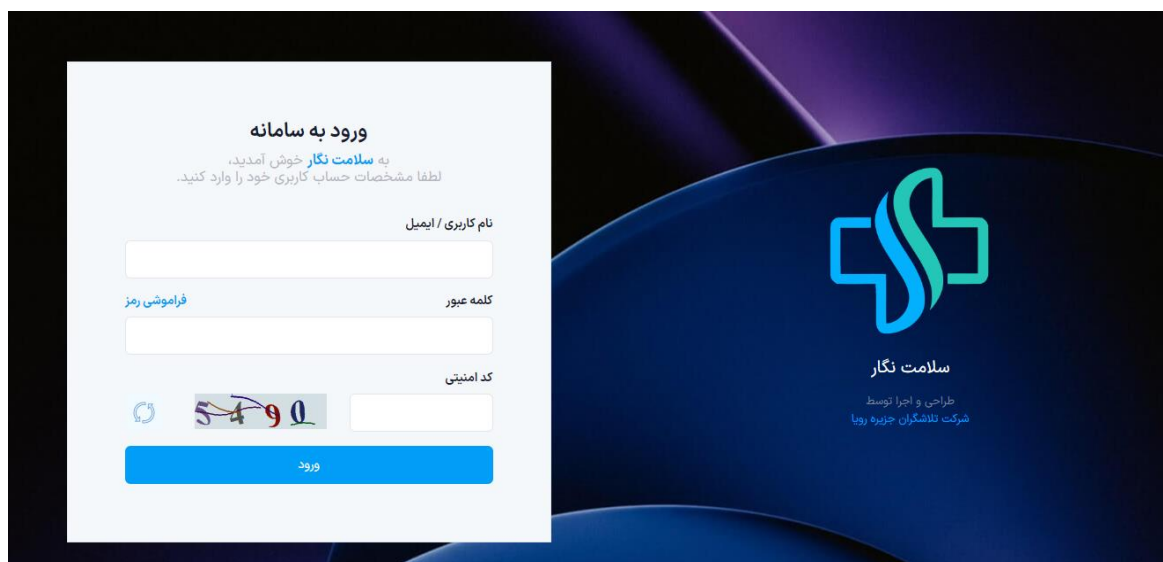 ورود به سامانه
به سلامت نگار خوش آمدید،
لطفا مشخصات حساب کاربری خود را وارد کنید.
نام کاربری / ایمیل
کلمه عبور
فراموشی رمز
کد امنیتی
5490
ورود
سلامت نگار
طراحی و اجرا توسط
شرکت تلاشگران جزیره رویا